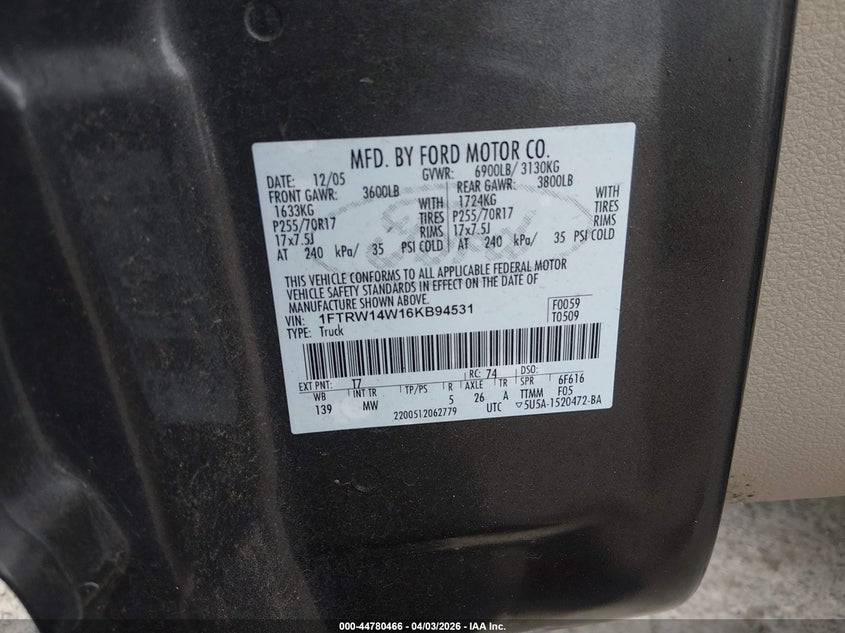 MFD. BY FORD MOTOR CO.
DATE: 12/05 GVWR: 6900LB/ 3130KG
FRONT GAWR: 3600LB REAR GAWR: 3800LB
1633KG WITH 1724KG WITH
P255/70R17 TIRES P255/70R17 TIRES
17x7.5J RIMS 17x7.5J RIMS
AT 240 kPa/ 35 PSI COLD AT 240 kPa/ 35 PSI COLD
Ford
THIS VEHICLE CONFORMS TO ALL APPLICABLE FEDERAL MOTOR
VEHICLE SAFETY STANDARDS IN EFFECT ON THE DATE OF
MANUFACTURE SHOWN ABOVE.
VIN: 1FTRW14W16KB94531 F0059
TYPE: Truck T0509
EXT PNT: T7 RC: 74 DSO:
WB INT TR TP/PS R AXLE TR SPR 6F616
139 MW 5 26 A TTMM F05
2200512062779 UTC ▽5U5A-1520472-BA
000-44780466 - 04/03/2026 - IAA Inc.